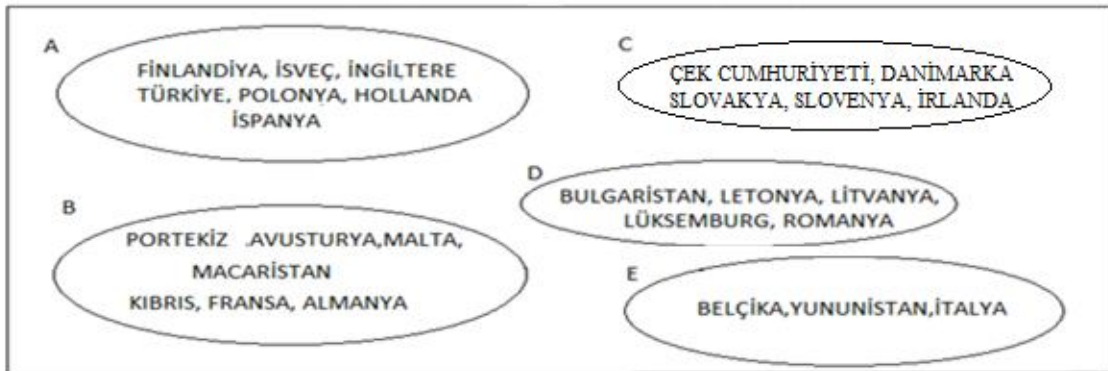 A
FİNLANDİYA, İSVEÇ, İNGİLTERE
TÜRKİYE, POLONYA, HOLLANDA
İSPANYA
C
ÇEK CUMHURİYETİ, DANİMARKA
SLOVAKYA, SLOVENYA, İRLANDA
D
BULGARİSTAN, LETONYA, LİTVANYA,
LÜKSEMBURG, ROMANYA
B
PORTEKİZ .AVUSTURYA,MALTA,
MACARİSTAN
KIBRIS, FRANSA, ALMANYA
E
BELÇİKA,YUNUNİSTAN,İTALYA